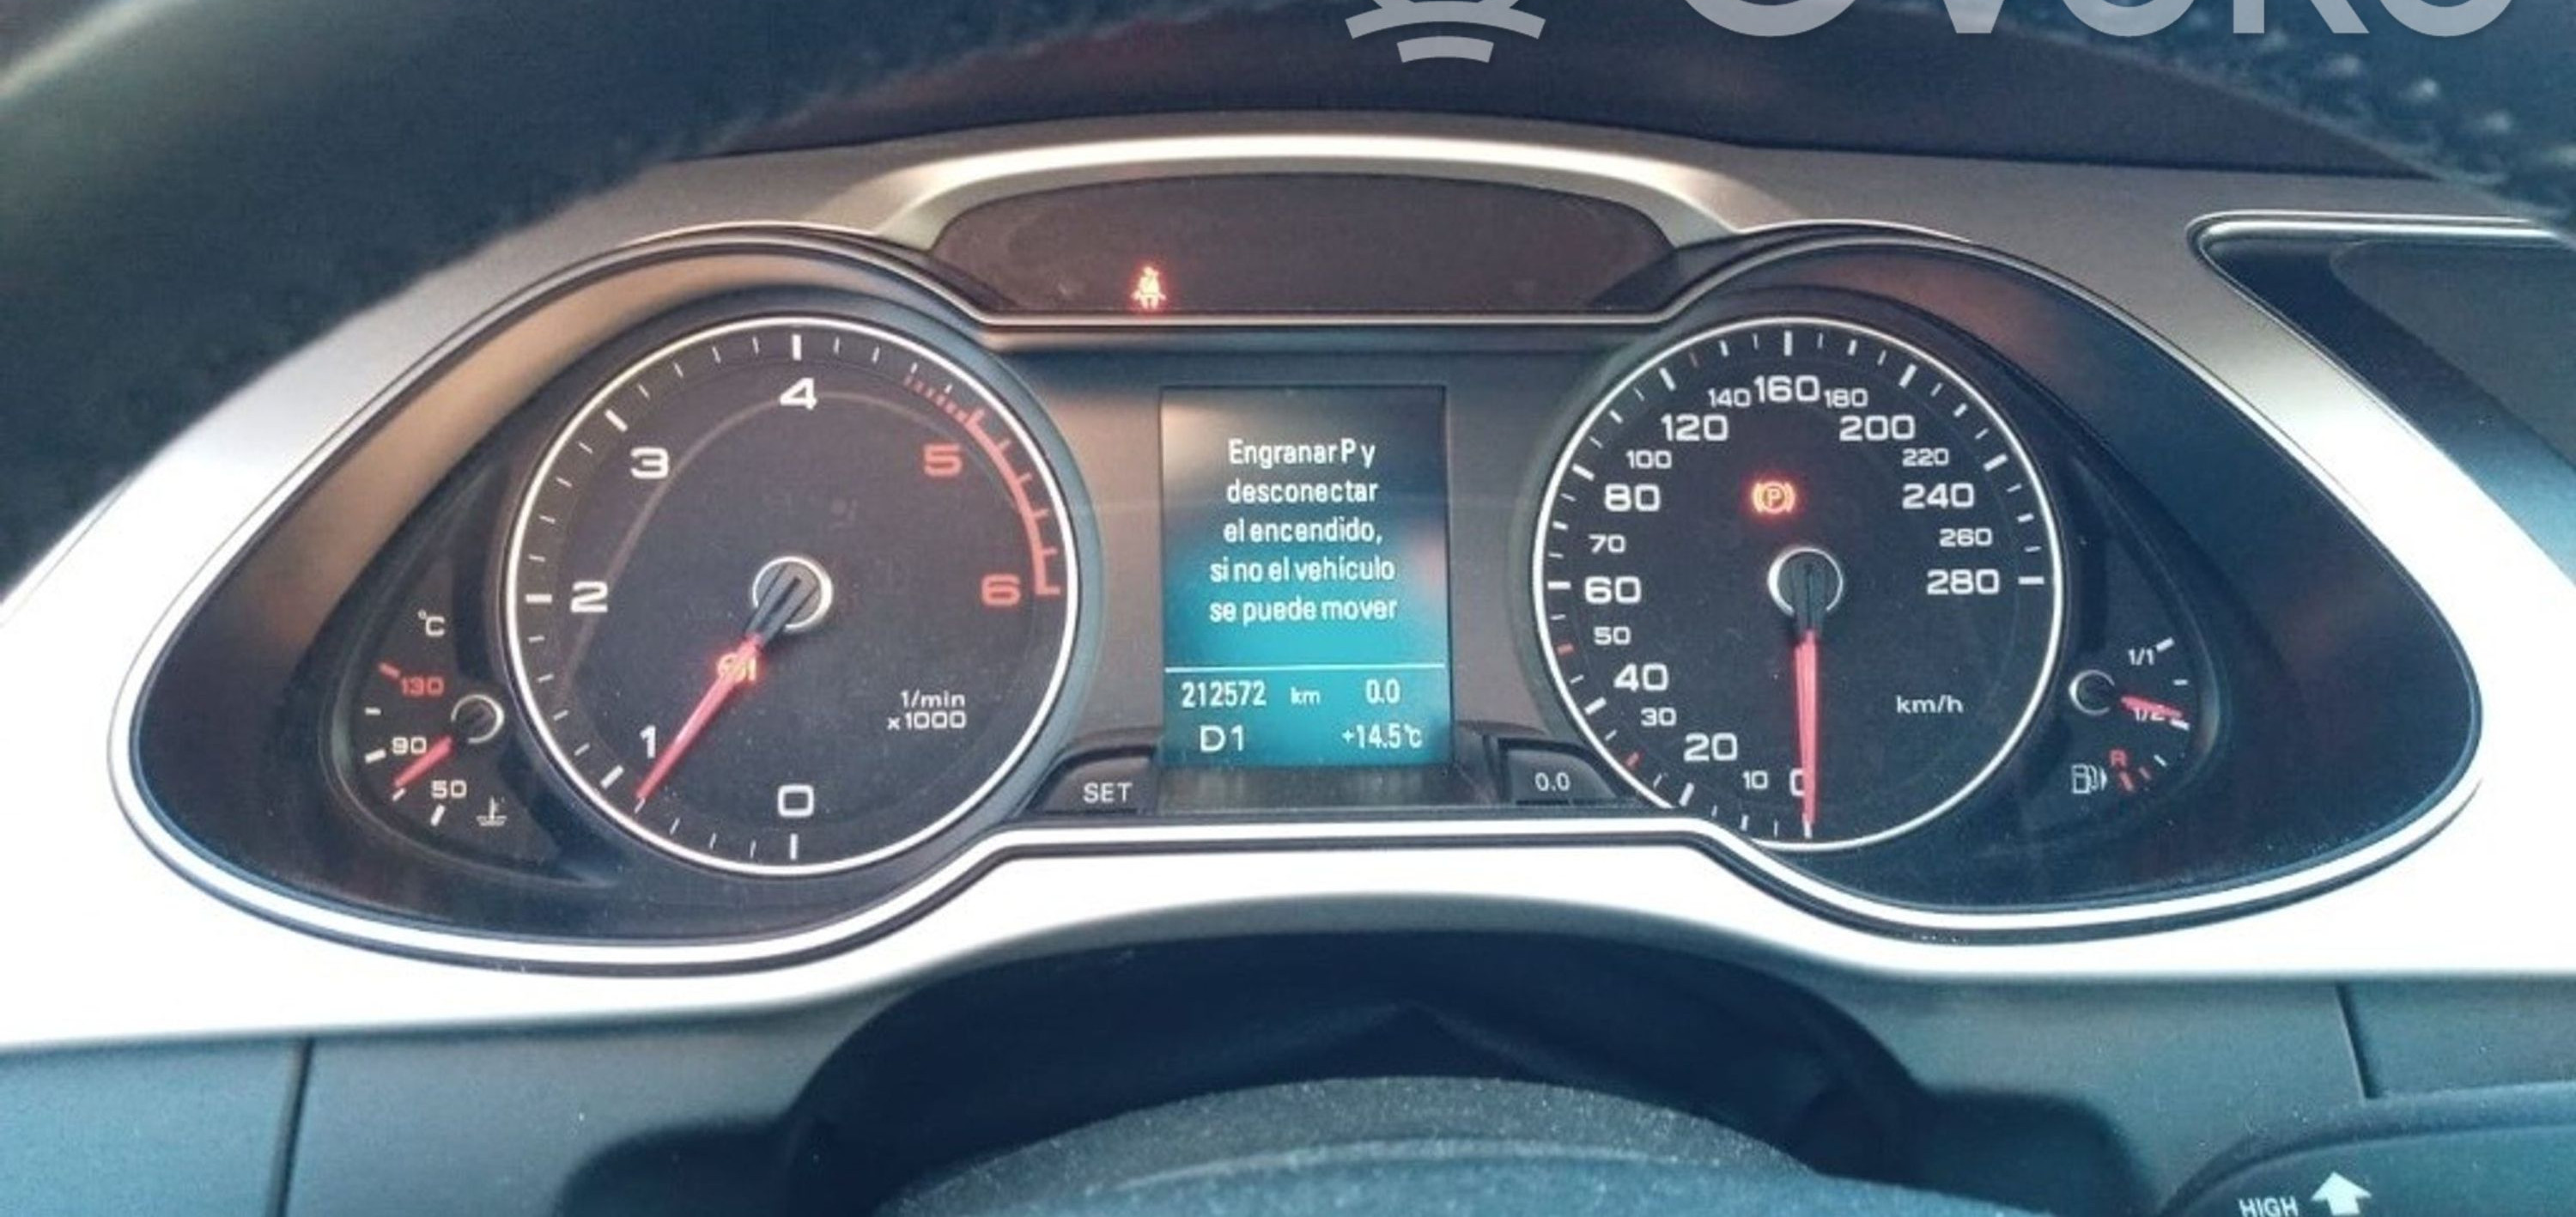 4
3
5
2
6
1
0
1/min
x1000
°C
130
90
50
Engranar P y
desconectar
el encendido,
si no el vehículo
se puede mover
212572 km 0.0
D1 +14.5°C
SET
0.0
140 160 180
120 200
100 220
80 240
70 260
60 280
50
40
30
20
10 0
km/h
(P)
1/1
1/2
R
HIGH